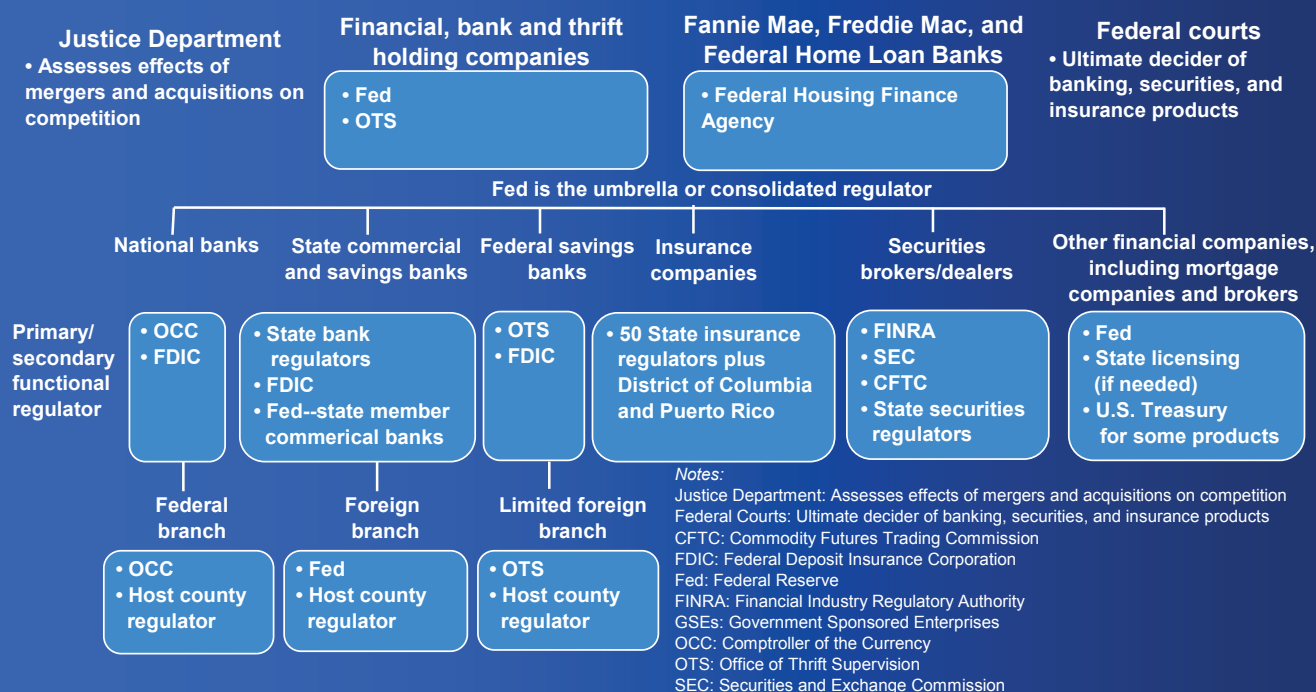 Justice Department
• Assesses effects of
mergers and acquisitions on
competition
Financial, bank and thrift
holding companies
• Fed
• OTS
Fannie Mae, Freddie Mac, and
Federal Home Loan Banks
• Federal Housing Finance
Agency
Federal courts
• Ultimate decider of
banking, securities, and
insurance products
Fed is the umbrella or consolidated regulator
National banks
State commercial
and savings banks
Federal savings
banks
Insurance
companies
Securities
brokers/dealers
Other financial companies,
including mortgage
companies and brokers
Primary/
secondary
functional
regulator
• OCC
• FDIC
• State bank
regulators
• FDIC
• Fed--state member
commerical banks
• OTS
• FDIC
• 50 State insurance
regulators plus
District of Columbia
and Puerto Rico
• FINRA
• SEC
• CFTC
• State securities
regulators
• Fed
• State licensing
(if needed)
• U.S. Treasury
for some products
Federal
branch
Foreign
branch
Limited foreign
branch
• OCC
• Host county
regulator
• Fed
• Host county
regulator
• OTS
• Host county
regulator
Notes:
Justice Department: Assesses effects of mergers and acquisitions on competition
Federal Courts: Ultimate decider of banking, securities, and insurance products
CFTC: Commodity Futures Trading Commission
FDIC: Federal Deposit Insurance Corporation
Fed: Federal Reserve
FINRA: Financial Industry Regulatory Authority
GSEs: Government Sponsored Enterprises
OCC: Comptroller of the Currency
OTS: Office of Thrift Supervision
SEC: Securities and Exchange Commission